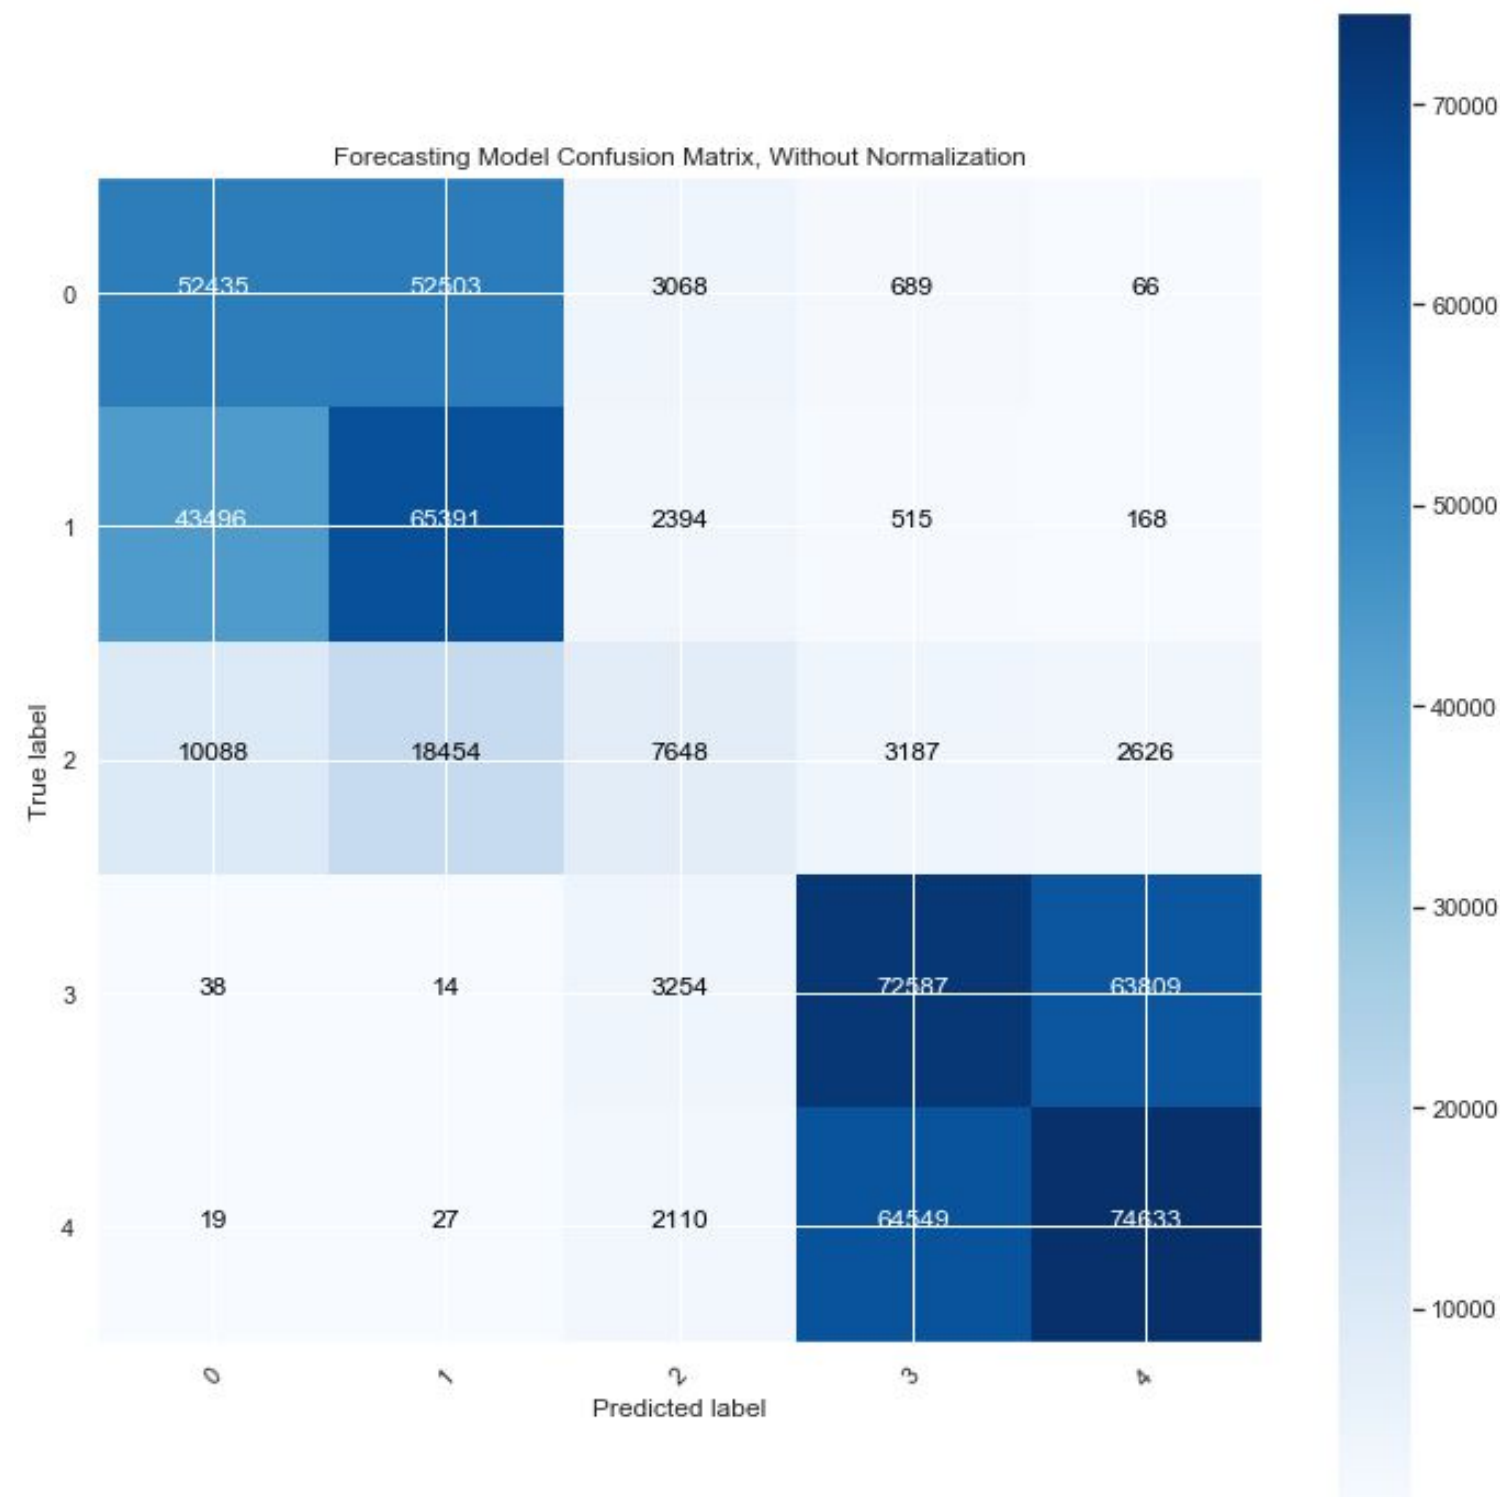 Forecasting Model Confusion Matrix, Without Normalization
70000
60000
50000
40000
30000
20000
10000
True label
0 52435 52503 3068 689 66
1 43496 65391 2394 515 168
2 10088 18454 7648 3187 2626
3 38 14 3254 72587 63809
4 19 27 2110 64549 74633
0 1 2 3 4
Predicted label